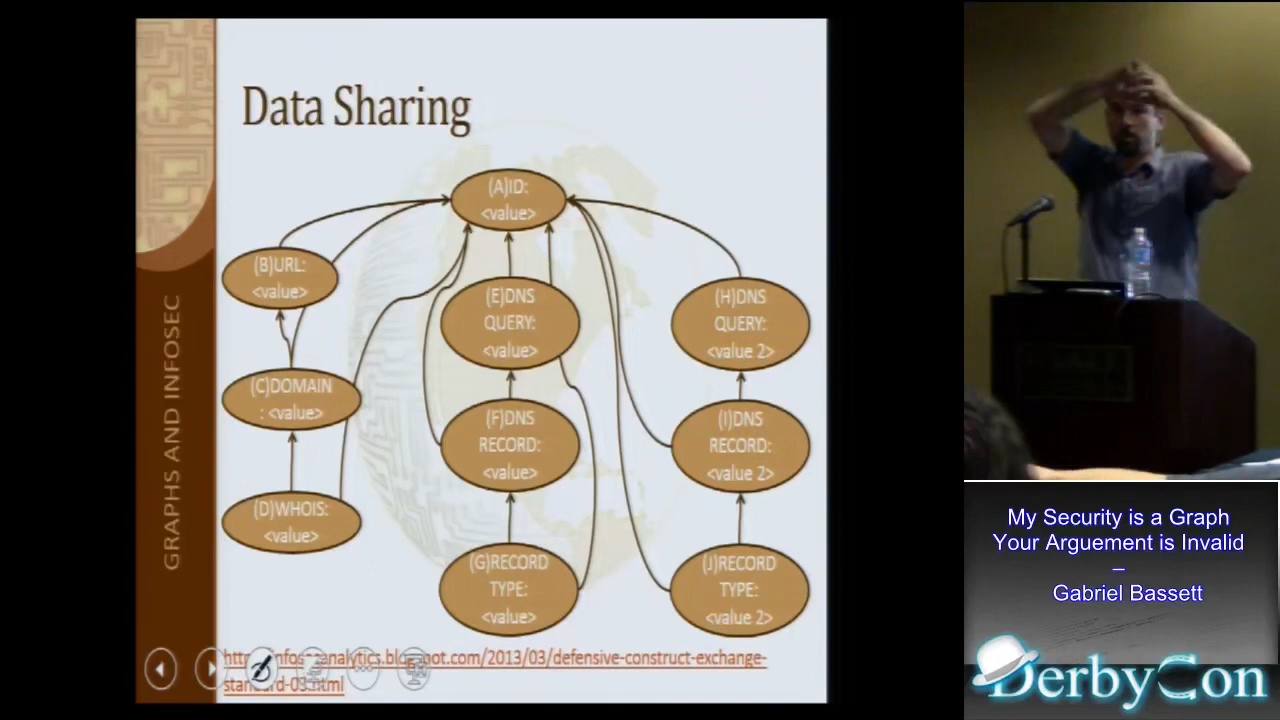 Data Sharing
(A)ID:
<value>
(B)URL:
<value>
(E)DNS
QUERY:
<value>
(H)DNS
QUERY:
<value 2>
(C)DOMAIN
: <value>
(F)DNS
RECORD:
<value>
(I)DNS
RECORD:
<value 2>
(D)WHOIS:
<value>
(G)RECORD
TYPE:
<value>
(J)RECORD
TYPE:
<value 2>
GRAPHS AND INFOSEC
My Security is a Graph
Your Arguement is Invalid
–
Gabriel Bassett
DerbyCon